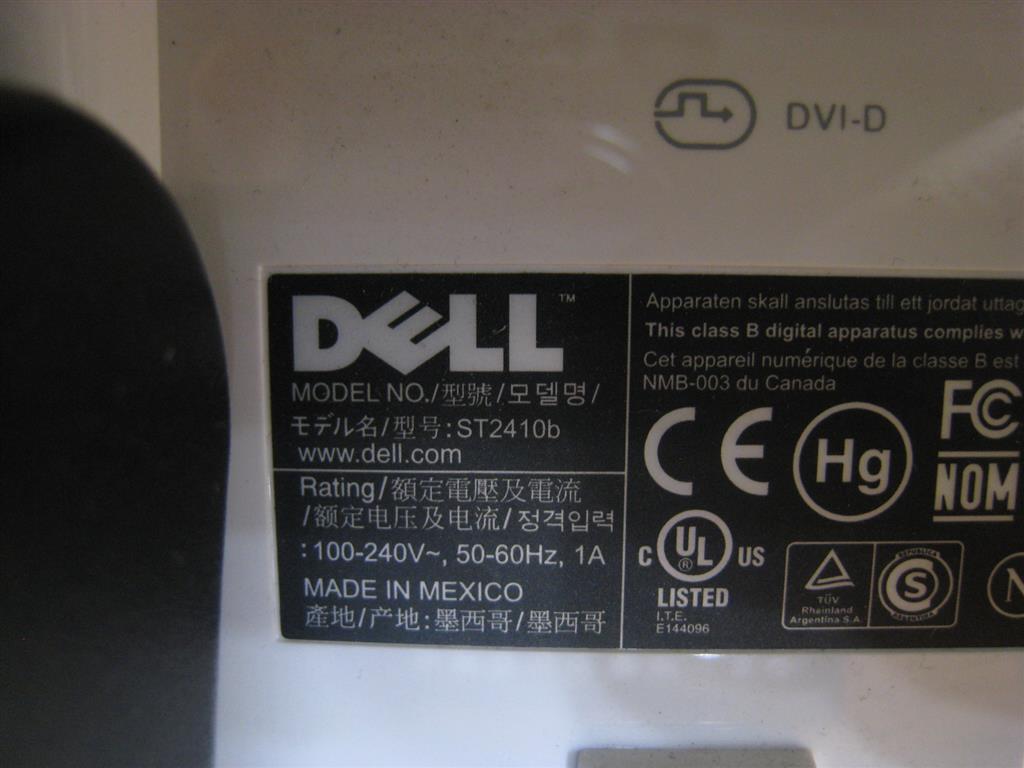 DVI-D
DELL™
MODEL NO./型號/모델명/
モデル名/型号:ST2410b
www.dell.com
Rating/額定電壓及電流
/额定电压及电流/정격입력
:100-240V~, 50-60Hz, 1A
MADE IN MEXICO
產地/产地:墨西哥/墨西哥
Apparaten skall anslutas till ett jordat uttag
This class B digital apparatus complies w
Cet appareil numérique de la classe B est
NMB-003 du Canada
CE
Hg
FCC
NOM
C UL ® US
LISTED
I.T.E.
E144096
TÜV
Rheinland
Argentina S.A.
REPUBLICA
S
ARGENTINA
N